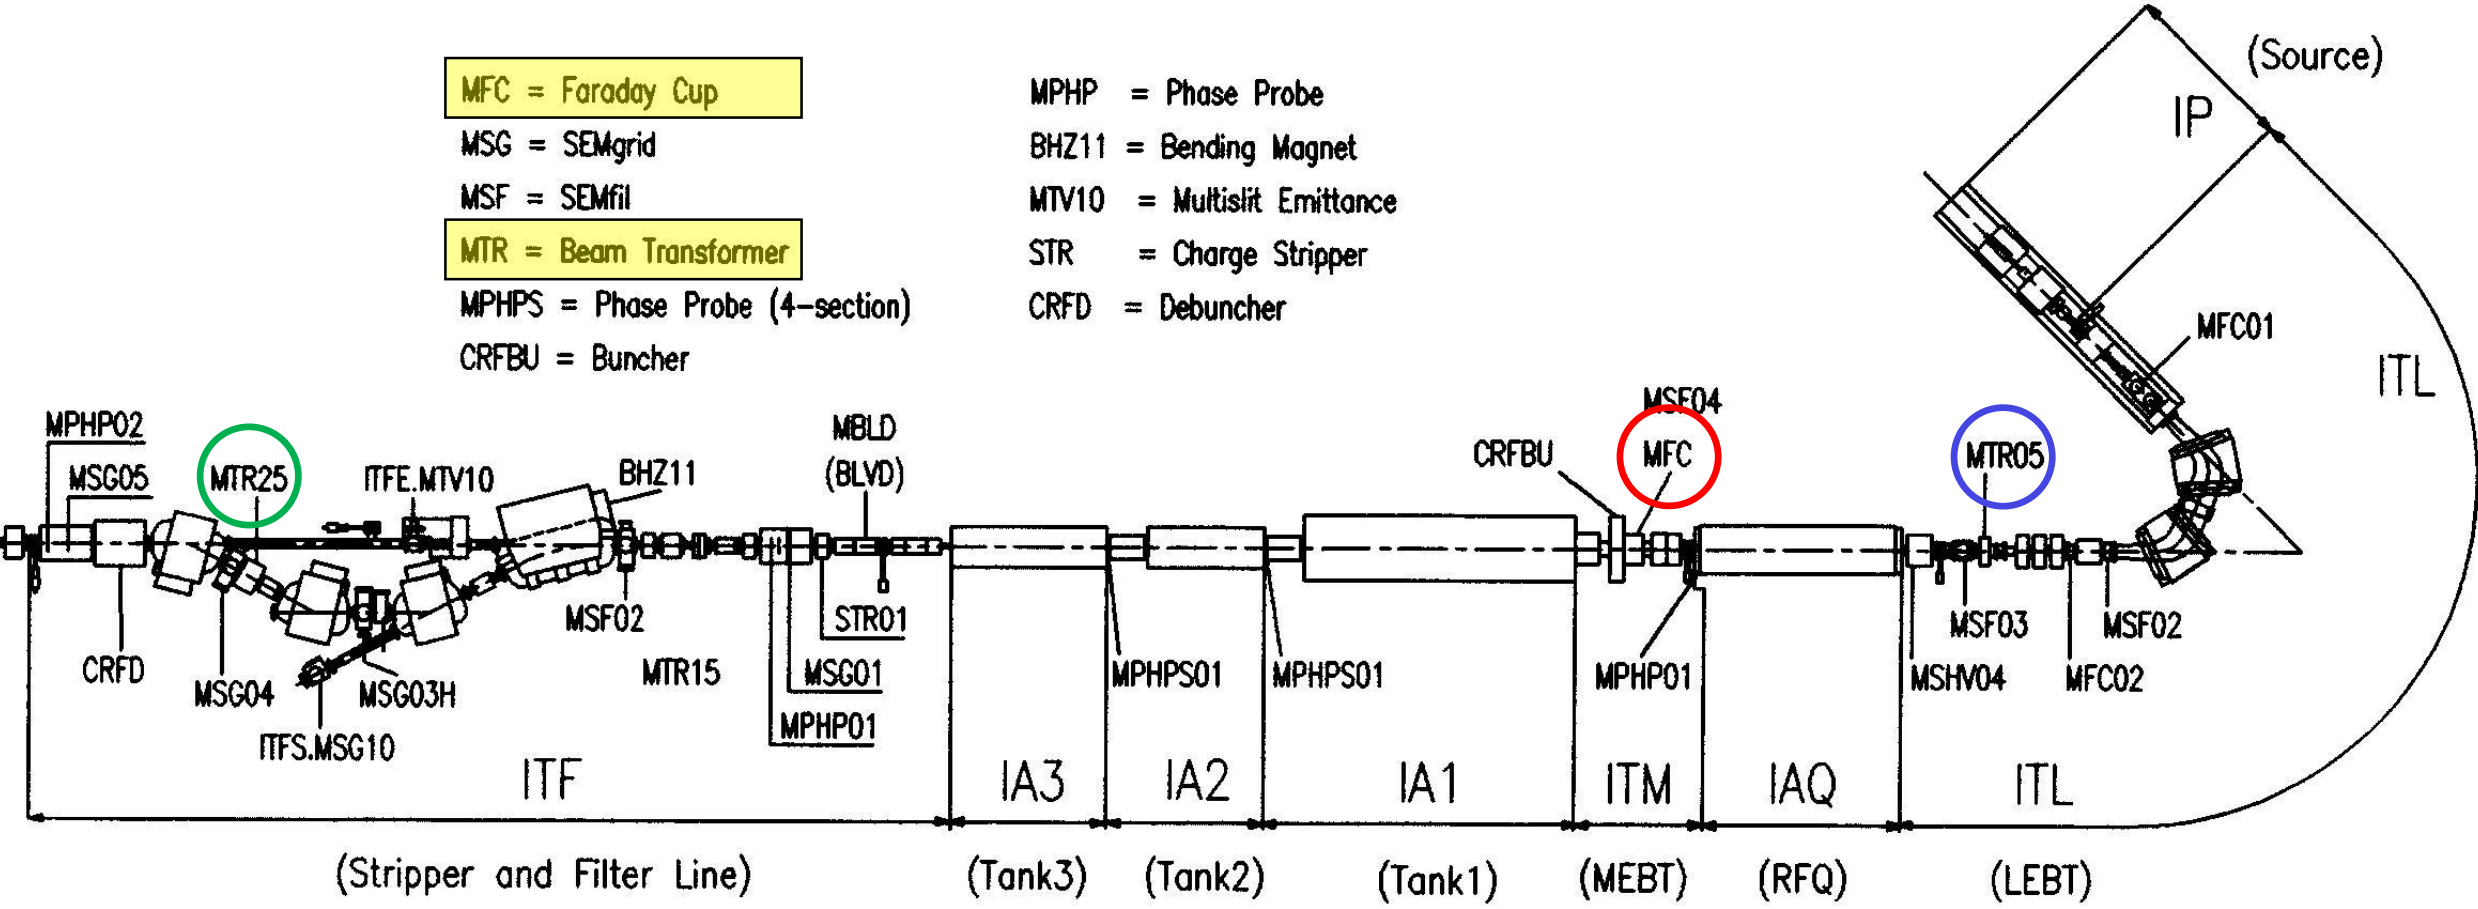 MFC = Faraday Cup
MSG = SEMgrid
MSF = SEMfil
MTR = Beam Transformer
MPHPS = Phase Probe (4-section)
CRFBU = Buncher
MPHP = Phase Probe
BHZ11 = Bending Magnet
MTV10 = Multislit Emittance
STR = Charge Stripper
CRFD = Debuncher
(Source)
IP
MFC01
ITL
MPHP02
MSG05
MTR25
ITFE.MTV10
BHZ11
MBLD
(BLVD)
CRFBU
MSF04
MFC
MTR05
CRFD
MSG04
ITFS.MSG10
MSG03H
MSF02
MTR15
STR01
MSG01
MPHP01
MPHPS01
MPHPS01
MPHP01
MSHV04
MSF03
MFC02
MSF02
ITF
IA3
IA2
IA1
ITM
IAQ
ITL
(Stripper and Filter Line)
(Tank3)
(Tank2)
(Tank1)
(MEBT)
(RFQ)
(LEBT)